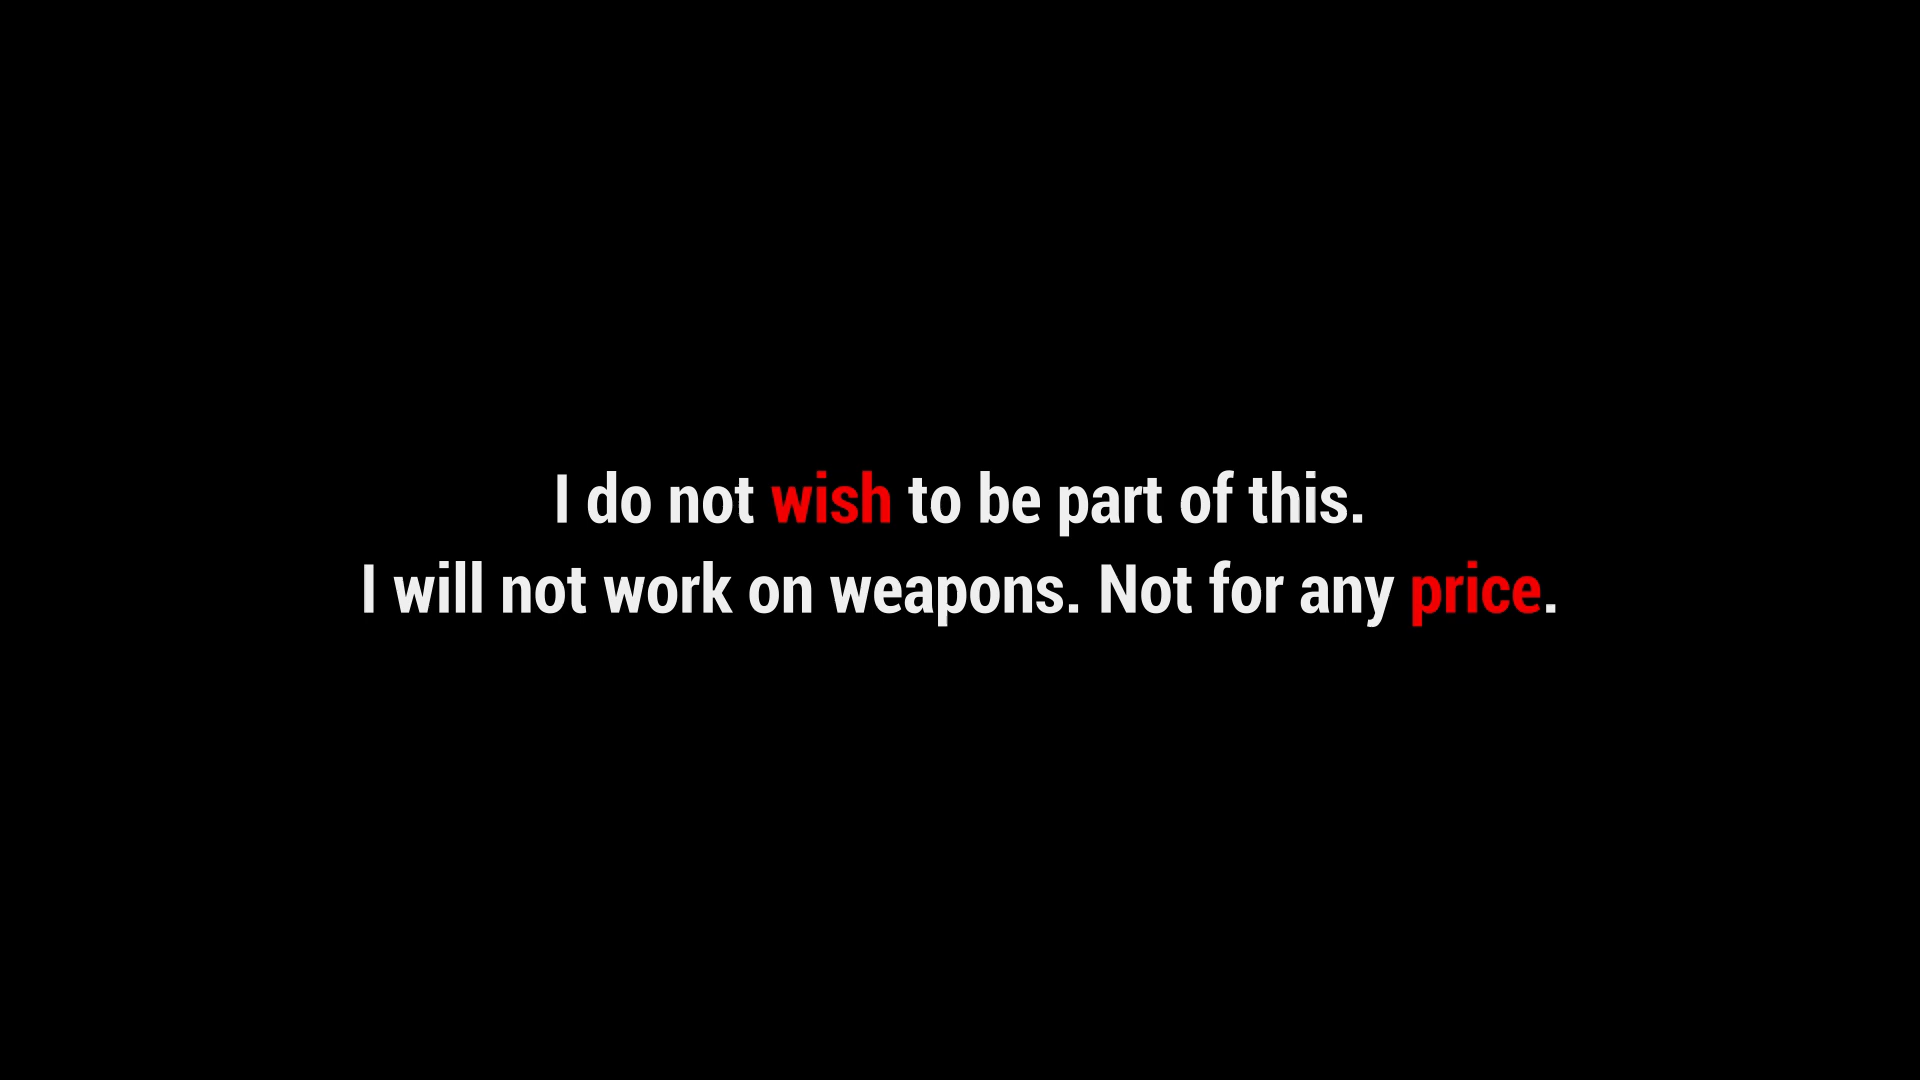 I do not wish to be part of this.
I will not work on weapons. Not for any price.